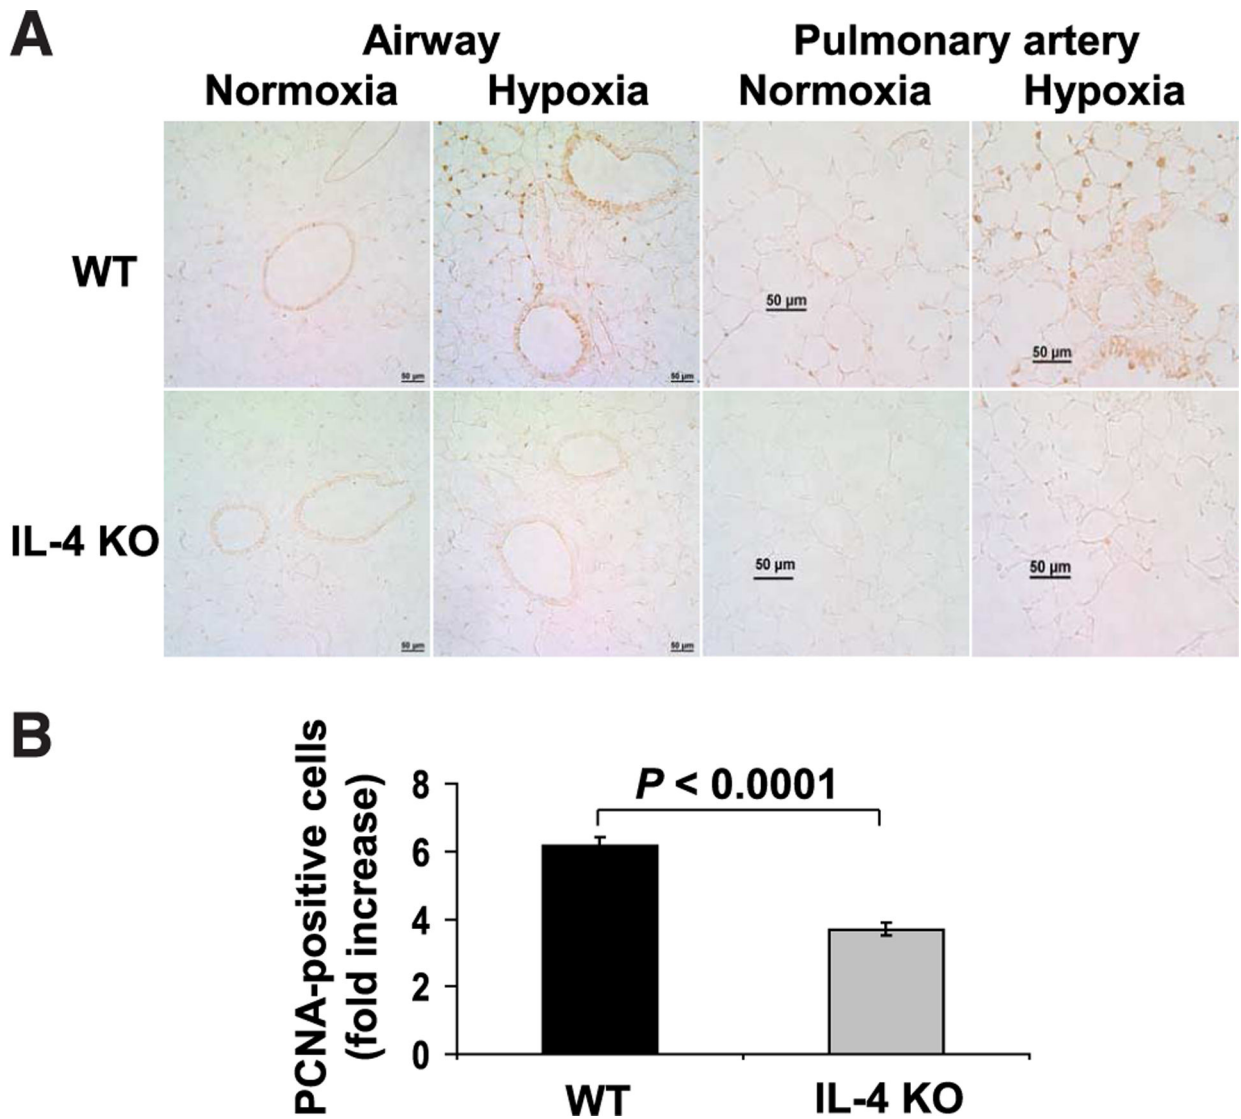 A
Airway
Pulmonary artery
Normoxia
Hypoxia
Normoxia
Hypoxia
WT
50 µm
50 µm
50 µm
50 µm
IL-4 KO
50 µm
50 µm
50 µm
50 µm
B
PCNA-positive cells
(fold increase)
8
6
4
2
0
P < 0.0001
WT
IL-4 KO